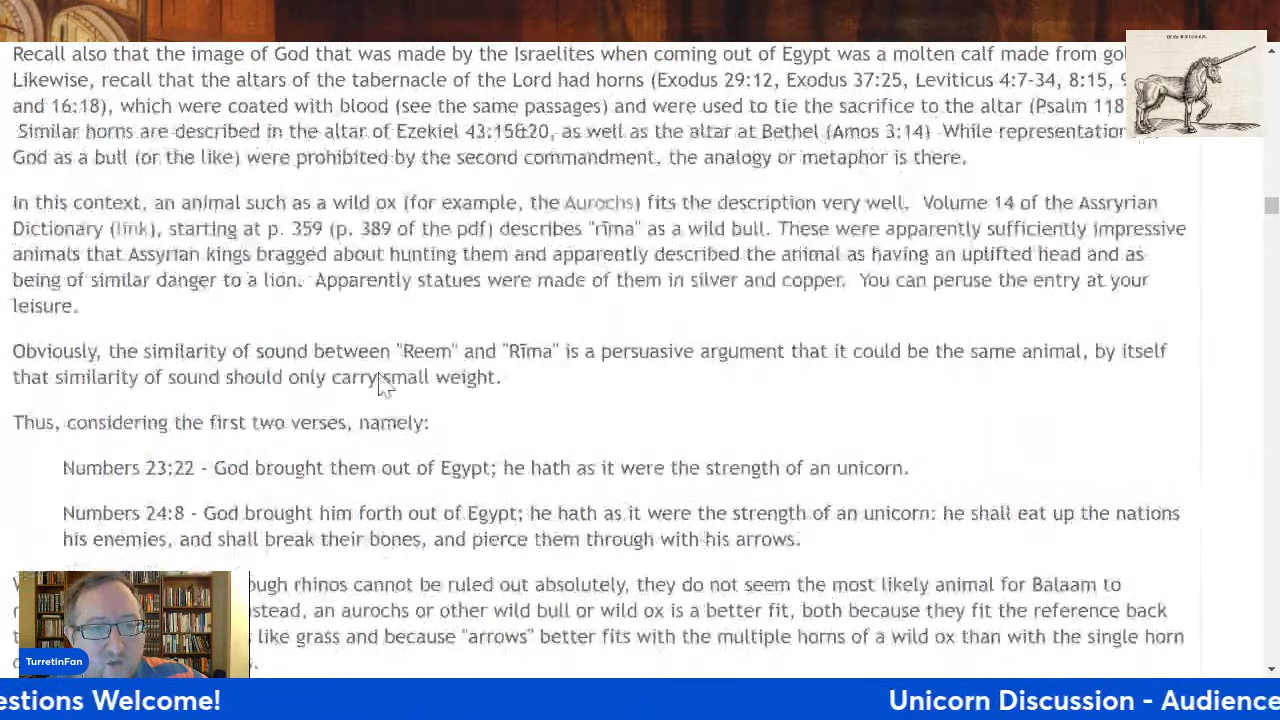 Recall also that the image of God that was made by the Israelites when coming out of Egypt was a molten calf made from
Likewise, recall that the altars of the tabernacle of the Lord had horns (Exodus 29:12, Exodus 37:25, Leviticus 4:7-34, 8:15,
and 16:18), which were coated with blood (see the same passages) and were used to tie the sacrifice to the altar (Psalm 118
Similar horns are described in the altar of Ezekiel 43:15&20, as well as the altar at Bethel (Amos 3:14) While
God as a bull (or the like) were prohibited by the second commandment, the analogy or metaphor is there.
In this context, an animal such as a wild ox (for example, the Aurochs) fits the description very well. Volume 14 of the Assryrian
Dictionary (link), starting at p. 359 (p. 389 of the pdf) describes "rīma" as a wild bull. These were apparently sufficiently impressive
animals that Assyrian kings bragged about hunting them and apparently described the animal as having an uplifted head and as
being of similar danger to a lion. Apparently statues were made of them in silver and copper. You can peruse the entry at your
leisure.
Obviously, the similarity of sound between "Reem" and "Rīma" is a persuasive argument that it could be the same animal, by itself
that similarity of sound should only carry small weight.
Thus, considering the first two verses, namely:
Numbers 23:22 - God brought them out of Egypt; he hath as it were the strength of an unicorn.
Numbers 24:8 - God brought him forth out of Egypt; he hath as it were the strength of an unicorn: he shall eat up the nations
his enemies, and shall break their bones, and pierce them through with his arrows.
rhinos cannot be ruled out absolutely, they do not seem the most likely animal for Balaam to
an aurochs or other wild bull or wild ox is a better fit, both because they fit the reference back
like grass and because "arrows" better fits with the multiple horns of a wild ox than with the single horn
TurretinFan
estions Welcome!
Unicorn Discussion - Audience